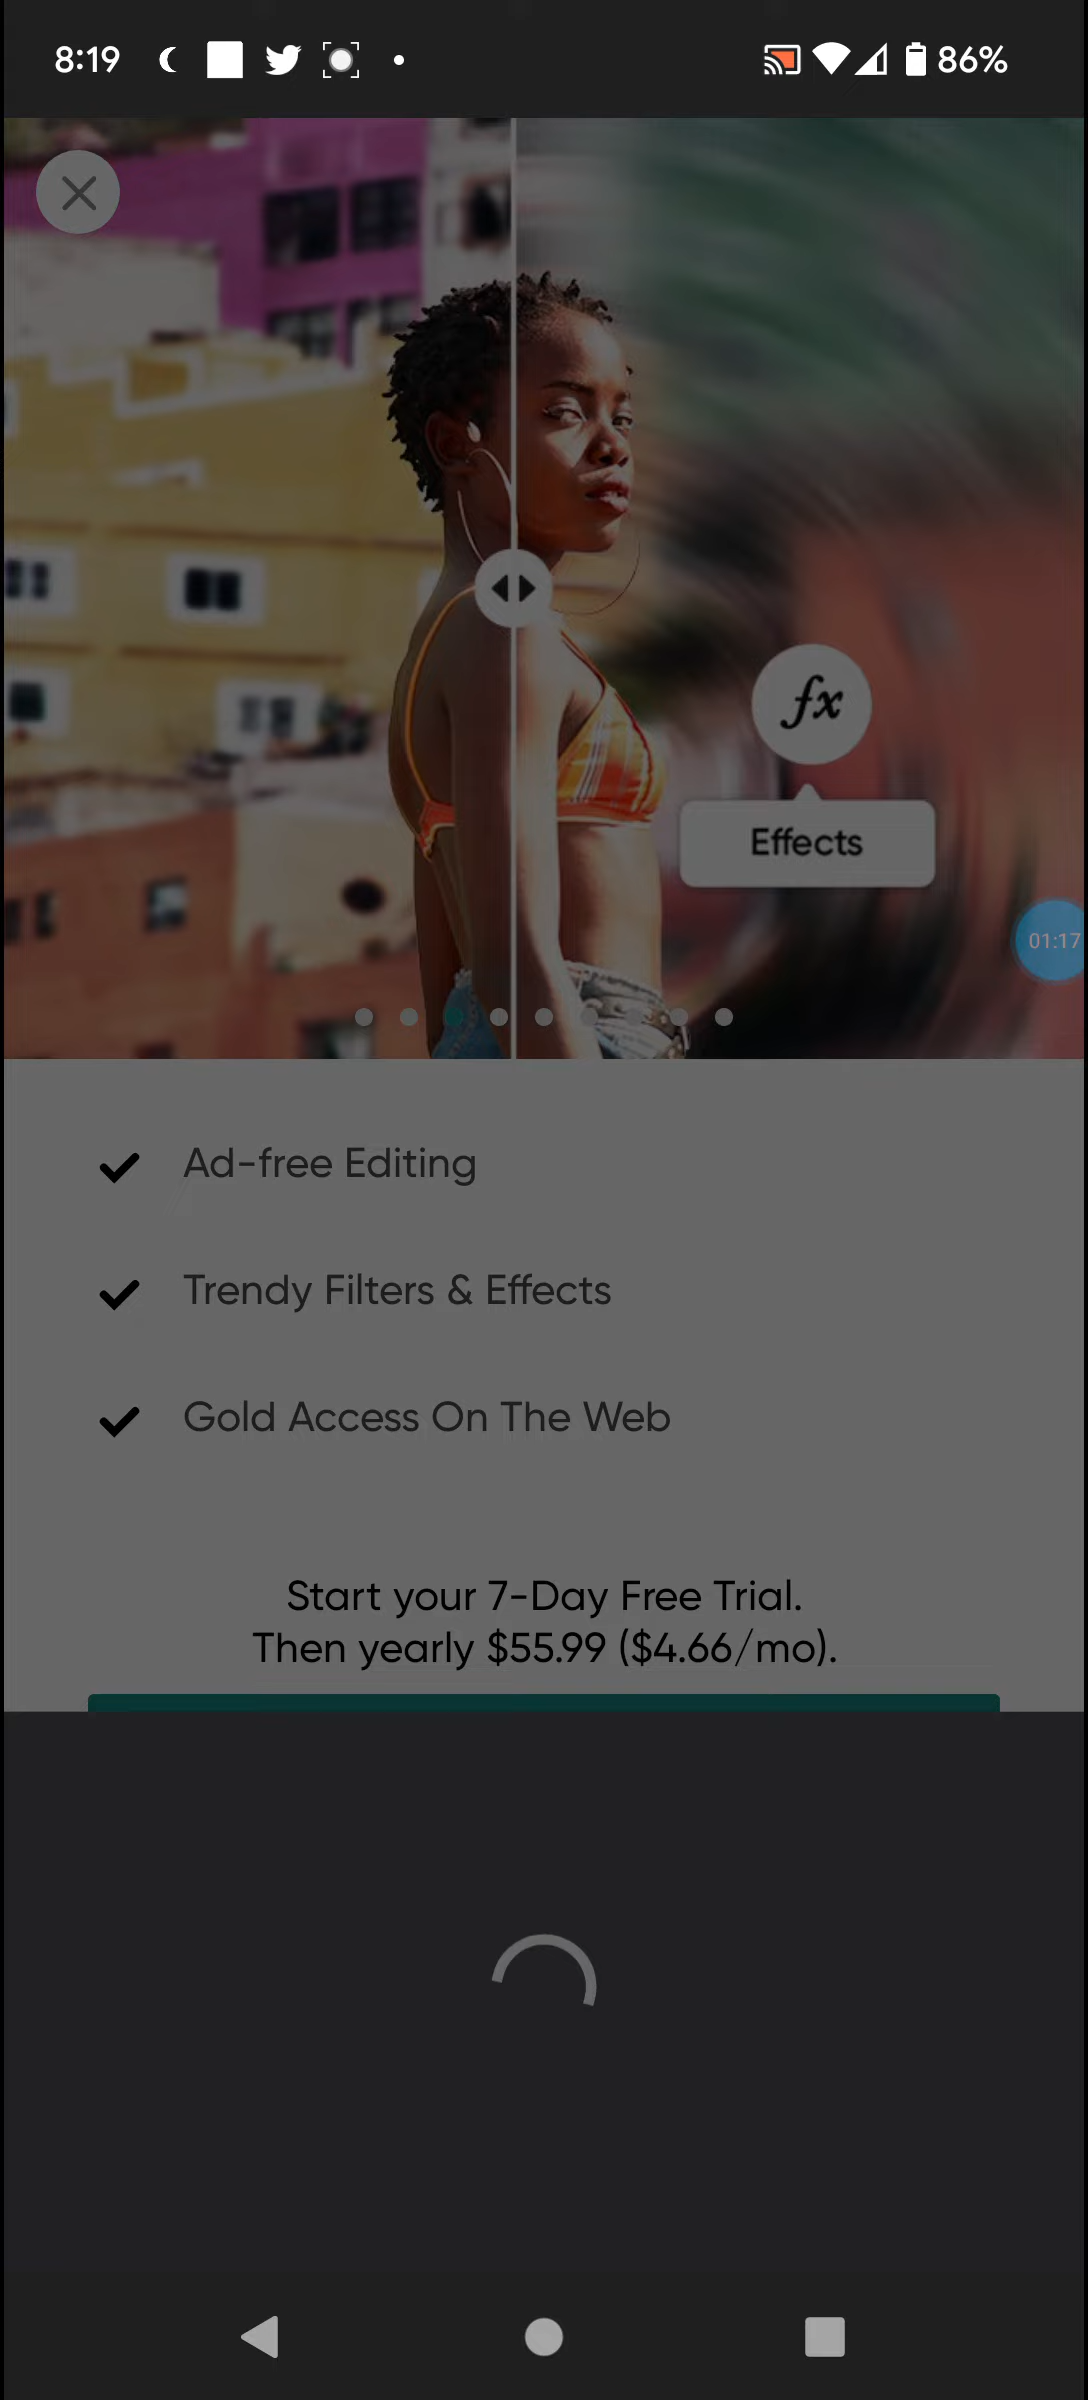 8:19
86%
fx
Effects
01:17
Ad-free Editing
Trendy Filters & Effects
Gold Access On The Web
Start your 7-Day Free Trial.
Then yearly $55.99 ($4.66/mo).